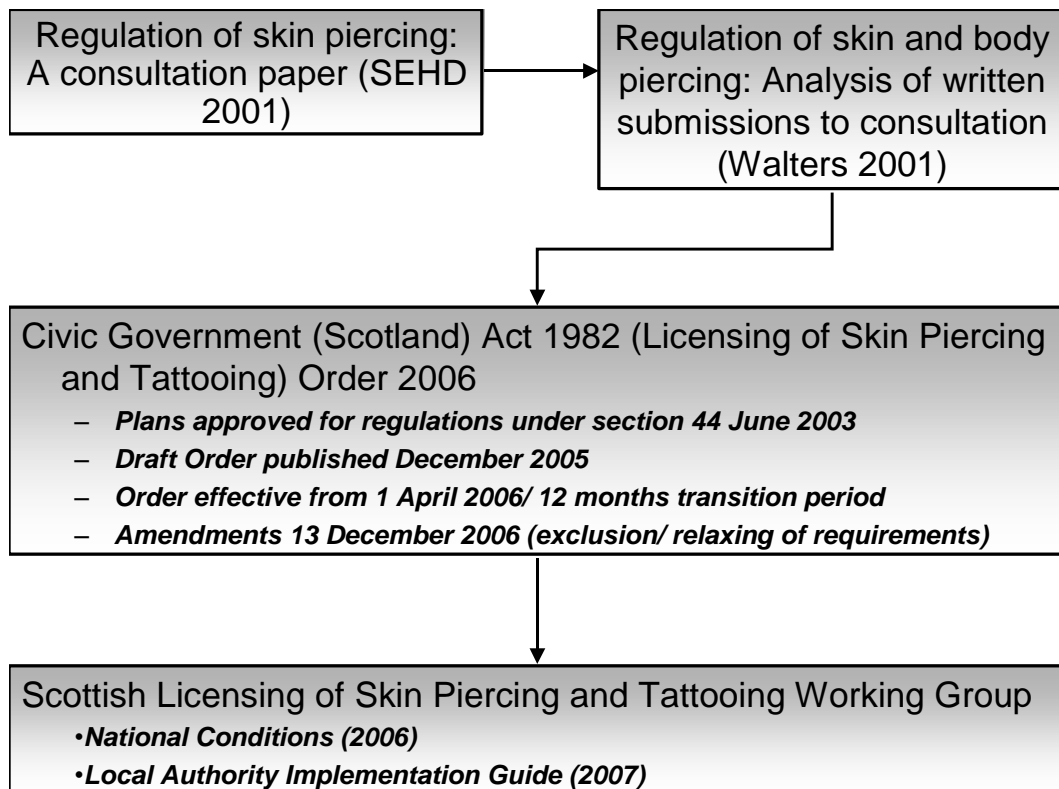 Regulation of skin piercing:
A consultation paper (SEHD
2001)
Regulation of skin and body
piercing: Analysis of written
submissions to consultation
(Walters 2001)
Civic Government (Scotland) Act 1982 (Licensing of Skin Piercing
and Tattooing) Order 2006
– Plans approved for regulations under section 44 June 2003
– Draft Order published December 2005
– Order effective from 1 April 2006/ 12 months transition period
– Amendments 13 December 2006 (exclusion/ relaxing of requirements)
Scottish Licensing of Skin Piercing and Tattooing Working Group
•National Conditions (2006)
•Local Authority Implementation Guide (2007)